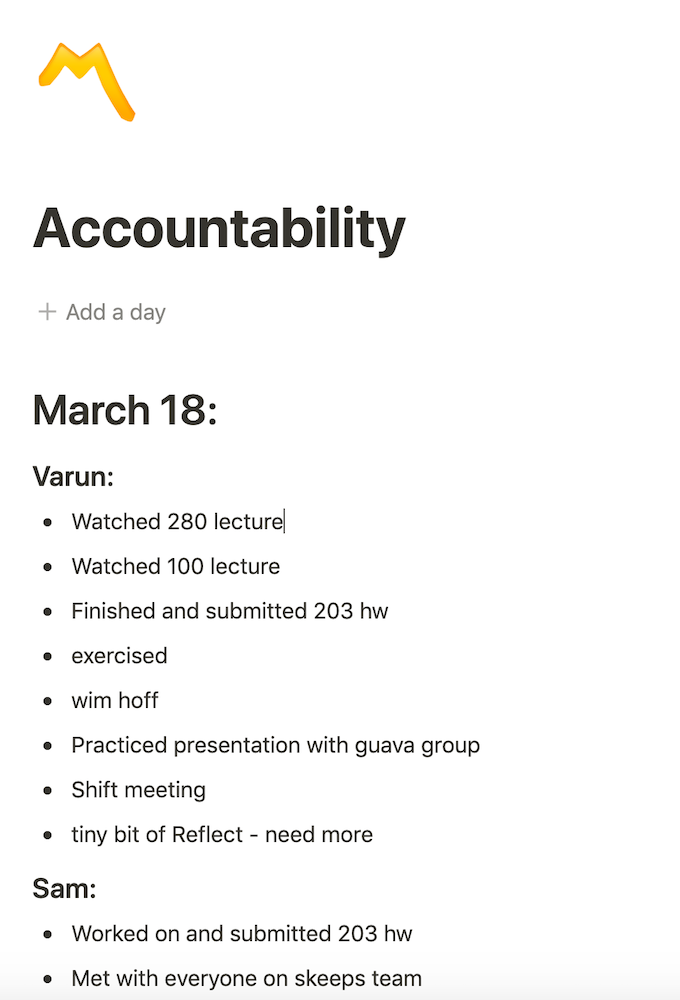 Accountability
+ Add a day
March 18:
Varun:
• Watched 280 lecture
• Watched 100 lecture
• Finished and submitted 203 hw
• exercised
• wim hoff
• Practiced presentation with guava group
• Shift meeting
• tiny bit of Reflect - need more
Sam:
• Worked on and submitted 203 hw
• Met with everyone on skeeps team